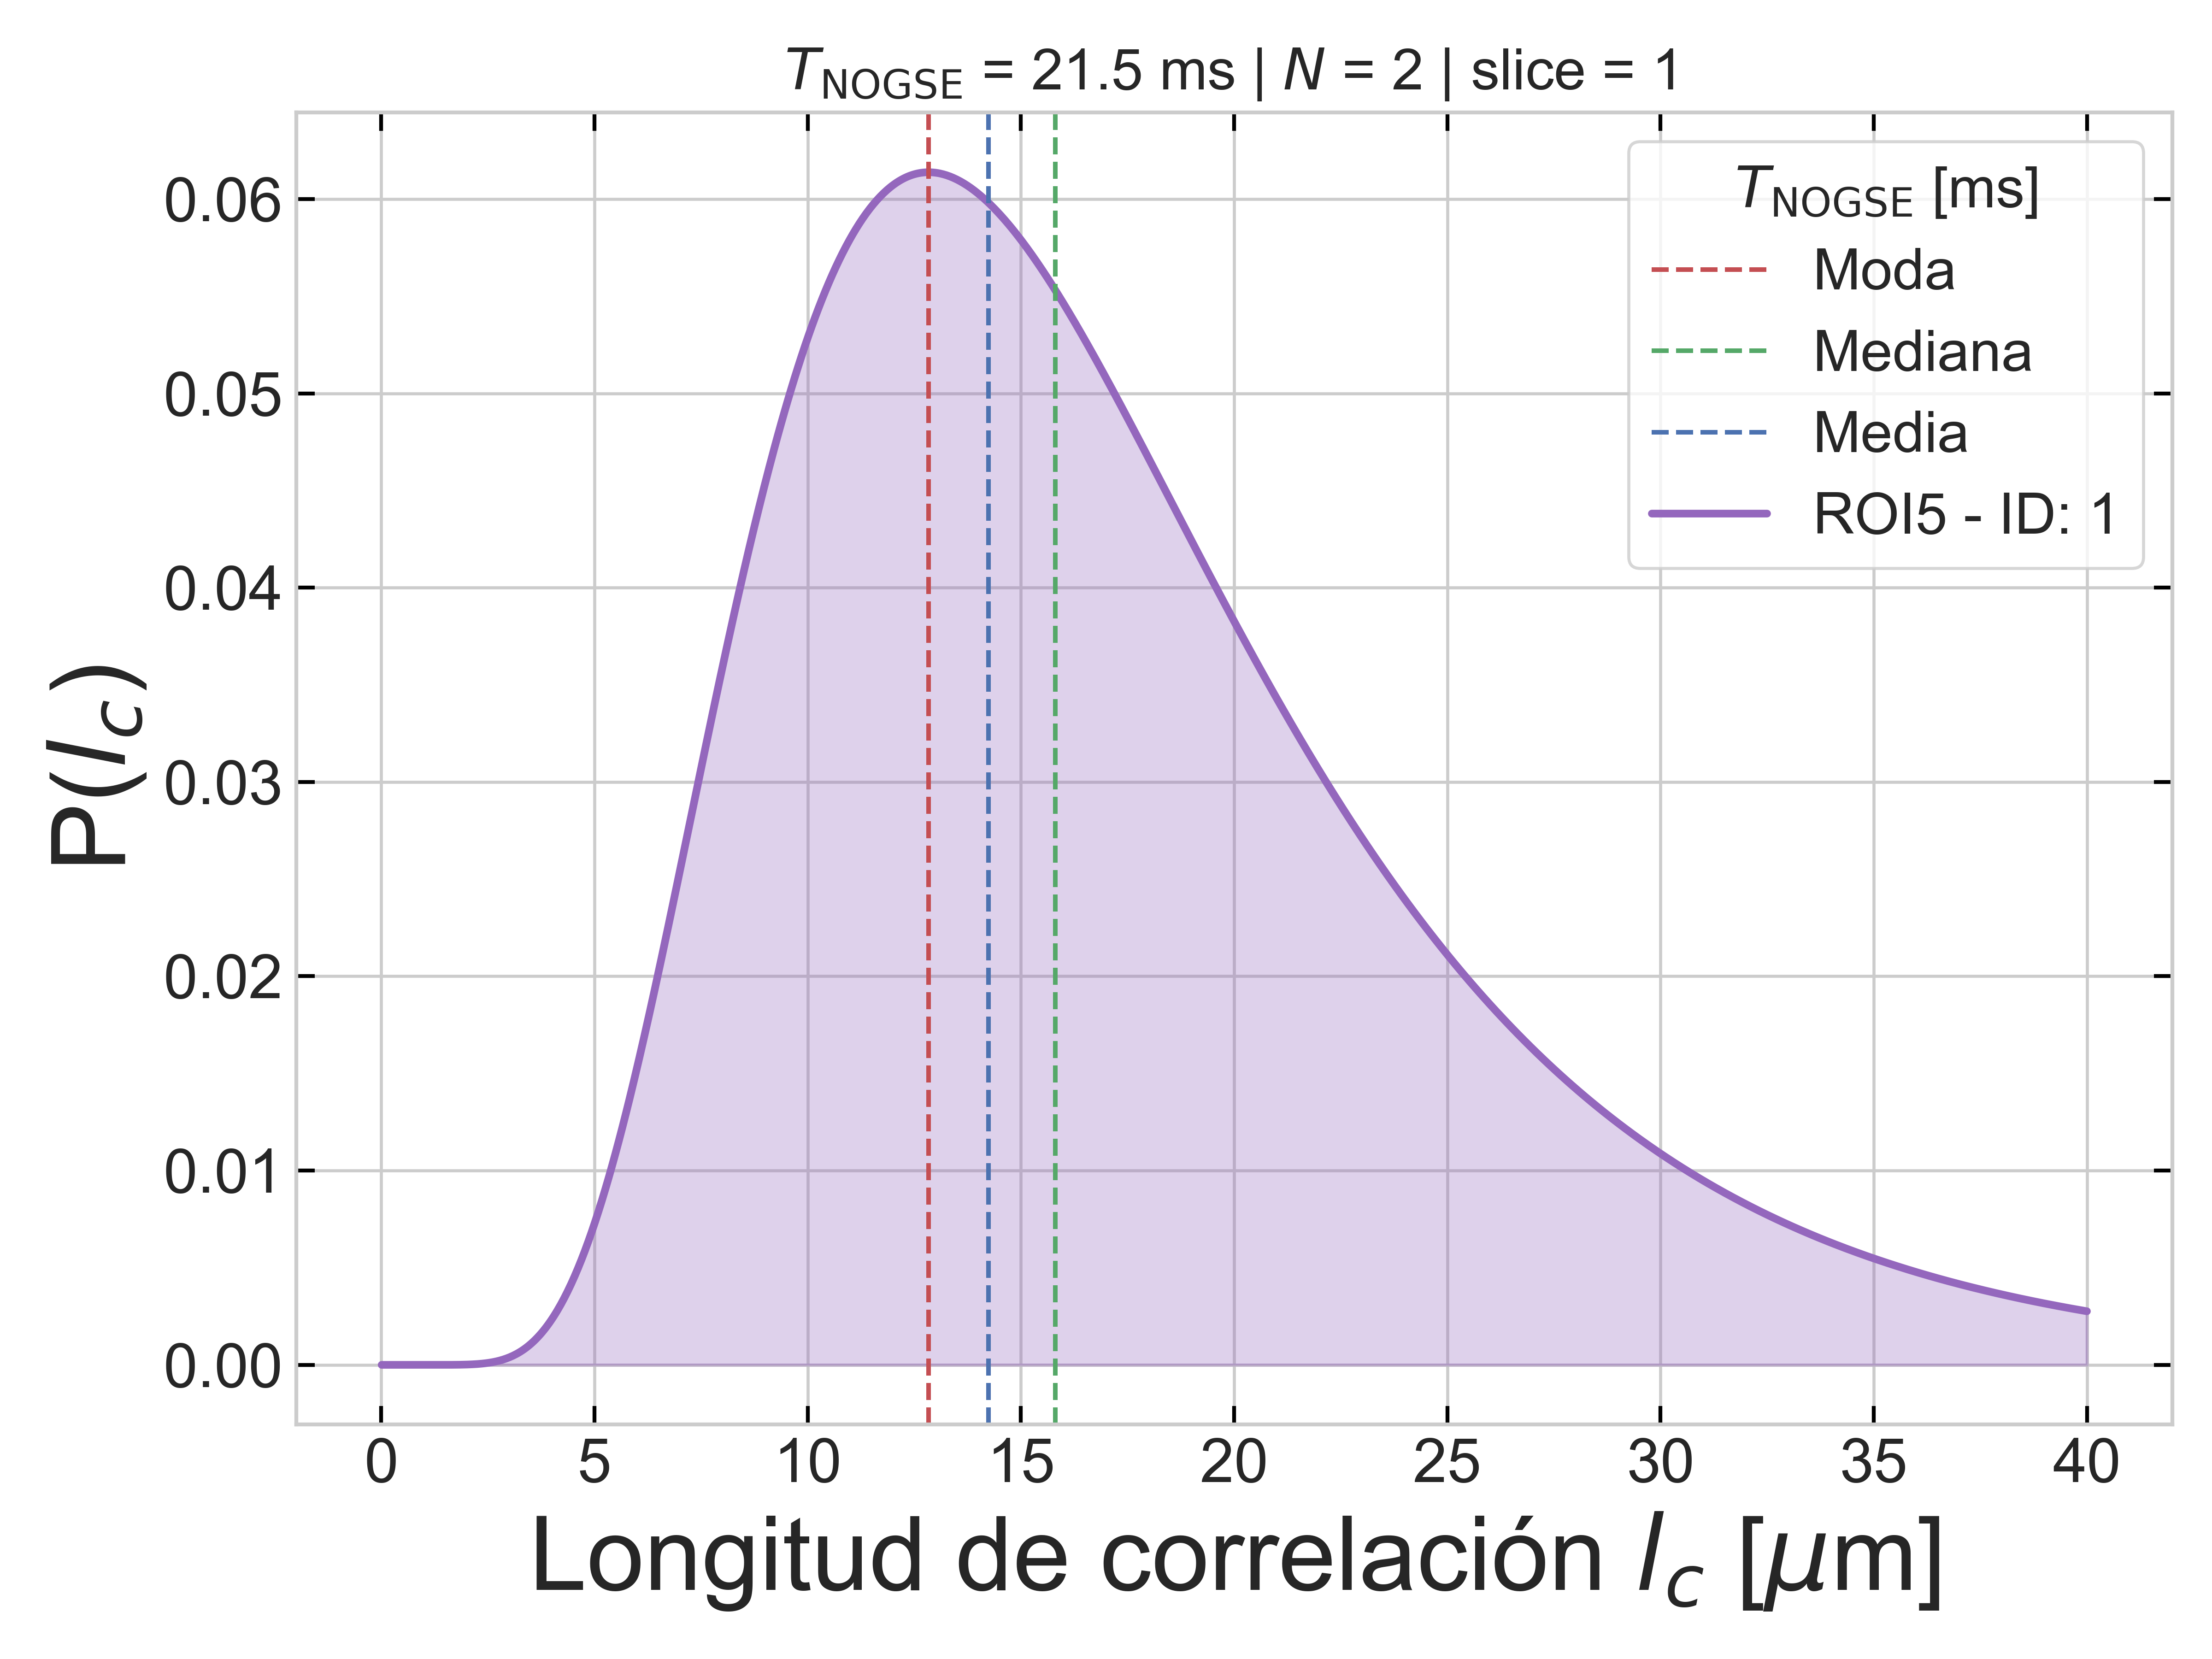 T_NOGSE = 21.5 ms | N = 2 | slice = 1
T_NOGSE [ms]
Moda
Mediana
Media
ROI5 - ID: 1
P(l_c)
0.06
0.05
0.04
0.03
0.02
0.01
0.00
0 5 10 15 20 25 30 35 40
Longitud de correlación l_c [μm]